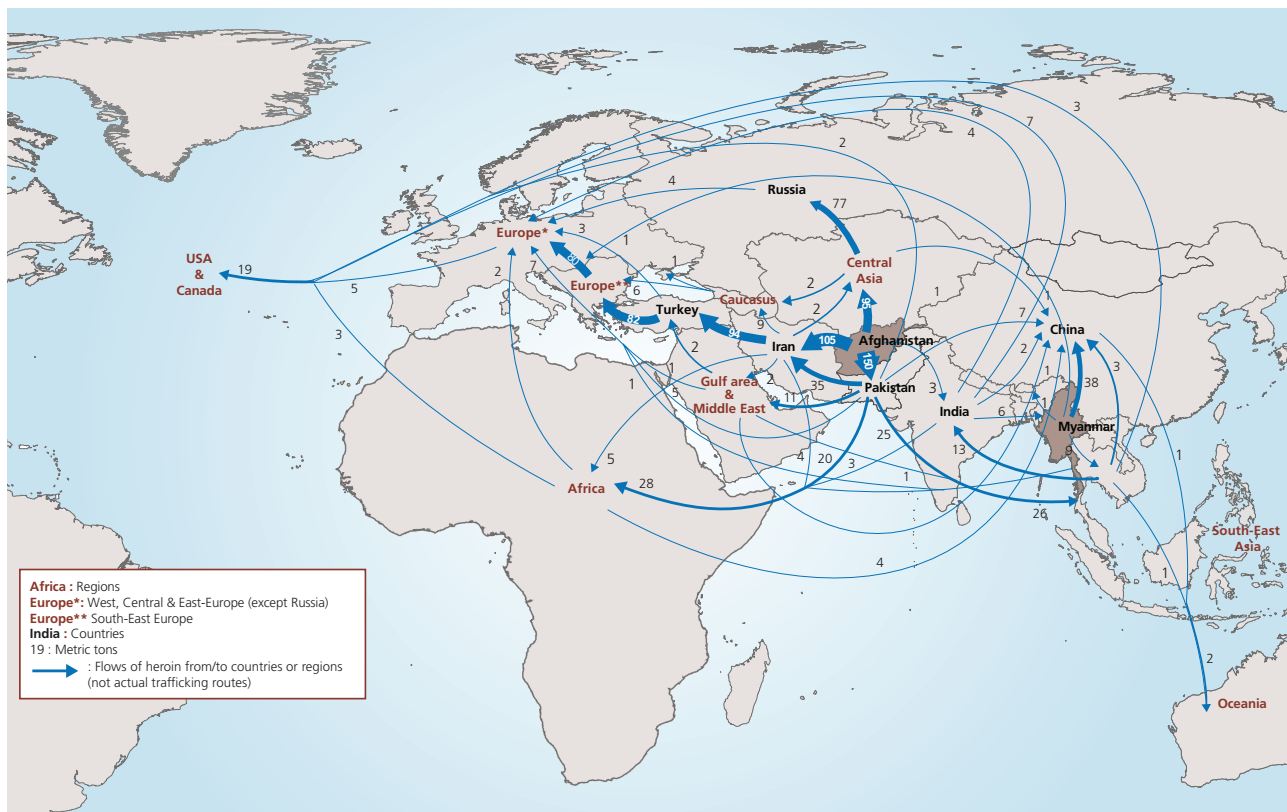 3
7
4
2
4
Russia
77
3
Europe*
1
USA
&
Canada
19
5
80
7
2
1
Central
Asia
2
Europe**
6
Caucasus
2
95
1
1
Turkey
82
94
9
Iran
105
Afghanistan
150
7
China
2
3
2
1
Gulf area
&
Middle East
2
35
11
Pakistan
3
India
6
1
1
38
3
Myanmar
1
5
25
13
9
5
Africa
28
4
20
3
1
26
1
4
South-East
Asia
1
2
Oceania
Africa : Regions
Europe*: West, Central & East-Europe (except Russia)
Europe** South-East Europe
India : Countries
19 : Metric tons
: Flows of heroin from/to countries or regions
(not actual trafficking routes)